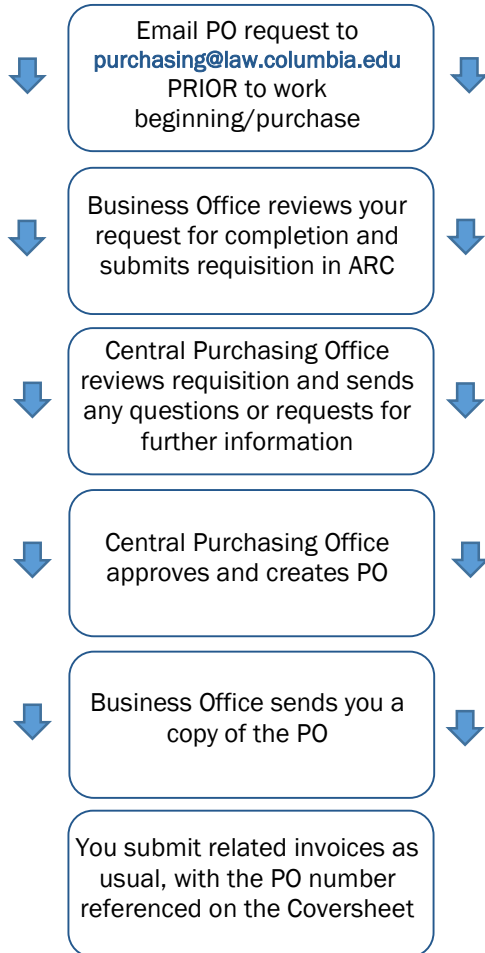 Email PO request to
purchasing@law.columbia.edu
PRIOR to work
beginning/purchase
Business Office reviews your
request for completion and
submits requisition in ARC
Central Purchasing Office
reviews requisition and sends
any questions or requests for
further information
Central Purchasing Office
approves and creates PO
Business Office sends you a
copy of the PO
You submit related invoices as
usual, with the PO number
referenced on the Coversheet